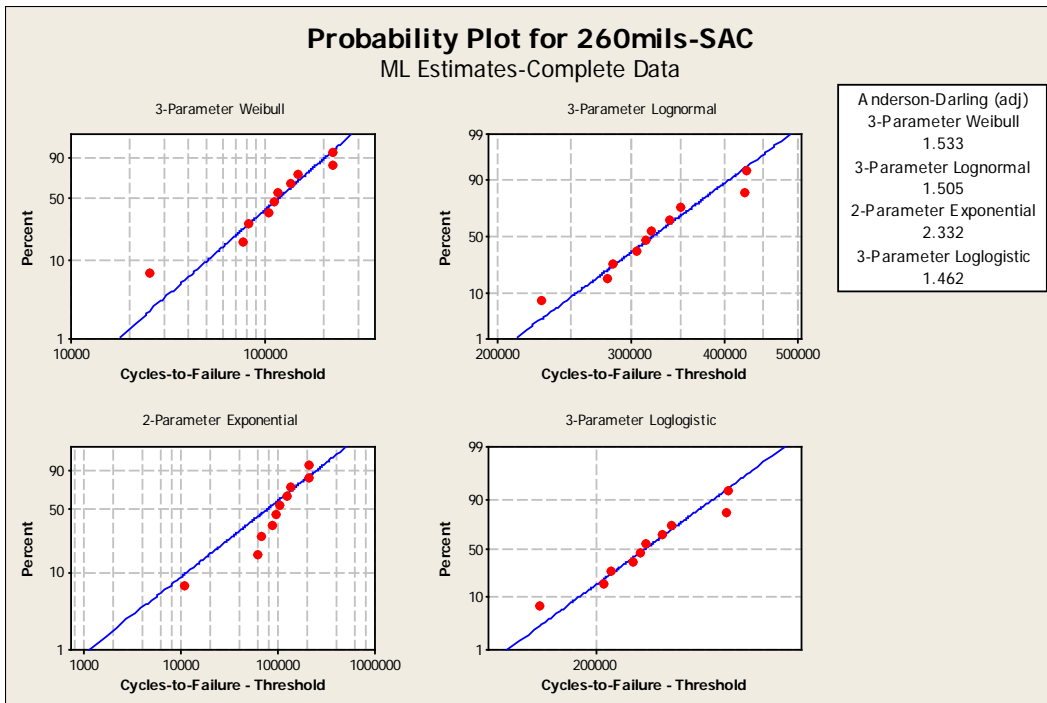 Probability Plot for 260mils-SAC
ML Estimates-Complete Data
3-Parameter Weibull
Percent
90
50
10
1
10000
100000
Cycles-to-Failure - Threshold
3-Parameter Lognormal
Percent
99
90
50
10
1
200000
300000
400000
500000
Cycles-to-Failure - Threshold
Anderson-Darling (adj)
3-Parameter Weibull
1.533
3-Parameter Lognormal
1.505
2-Parameter Exponential
2.332
3-Parameter Loglogistic
1.462
2-Parameter Exponential
Percent
90
50
10
1
1000
10000
100000
1000000
Cycles-to-Failure - Threshold
3-Parameter Loglogistic
Percent
99
90
50
10
1
200000
Cycles-to-Failure - Threshold